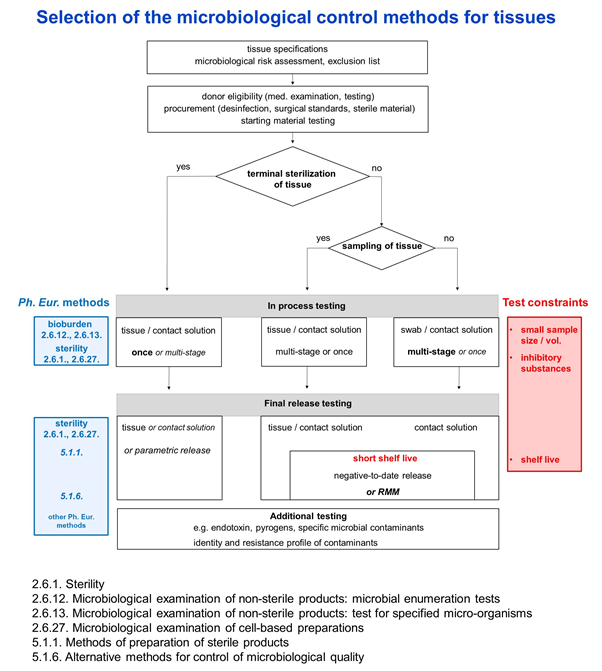 Selection of the microbiological control methods for tissues
tissue specifications
microbiological risk assessment, exclusion list
donor eligibility (med. examination, testing)
procurement (desinfection, surgical standards, sterile material)
starting material testing
yes
terminal sterilization
of tissue
no
yes
sampling of tissue
no
Ph. Eur. methods
In process testing
Test constraints
bioburden
2.6.12., 2.6.13.
sterility
2.6.1., 2.6.27.
tissue / contact solution
once or multi-stage
tissue / contact solution
multi-stage or once
swab / contact solution
multi-stage or once
• small sample
size / vol.
• inhibitory
substances
Final release testing
sterility
2.6.1., 2.6.27.
5.1.1.
5.1.6.
other Ph. Eur.
methods
tissue or contact solution
or parametric release
tissue / contact solution
contact solution
short shelf live
negative-to-date release
or RMM
• shelf live
Additional testing
e.g. endotoxin, pyrogens, specific microbial contaminants
identity and resistance profile of contaminants
2.6.1. Sterility
2.6.12. Microbiological examination of non-sterile products: microbial enumeration tests
2.6.13. Microbiological examination of non-sterile products: test for specified micro-organisms
2.6.27. Microbiological examination of cell-based preparations
5.1.1. Methods of preparation of sterile products
5.1.6. Alternative methods for control of microbiological quality